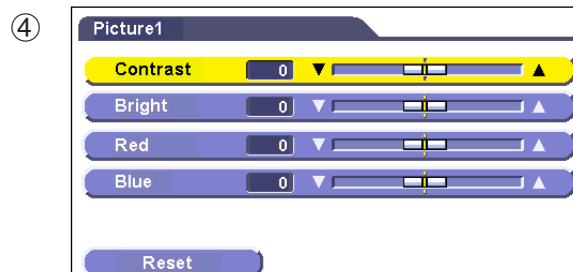 ④
Picture1
Contrast 0 ▼ ▲
Bright 0 ▼ ▲
Red 0 ▼ ▲
Blue 0 ▼ ▲
Reset